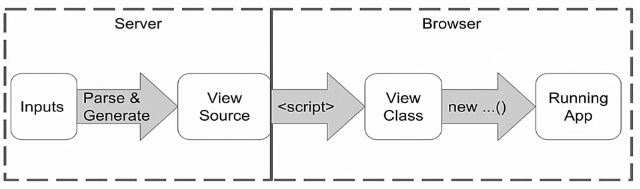 Server
Browser
Inputs
Parse &
Generate
View
Source
<script>
View
Class
new ...()
Running
App